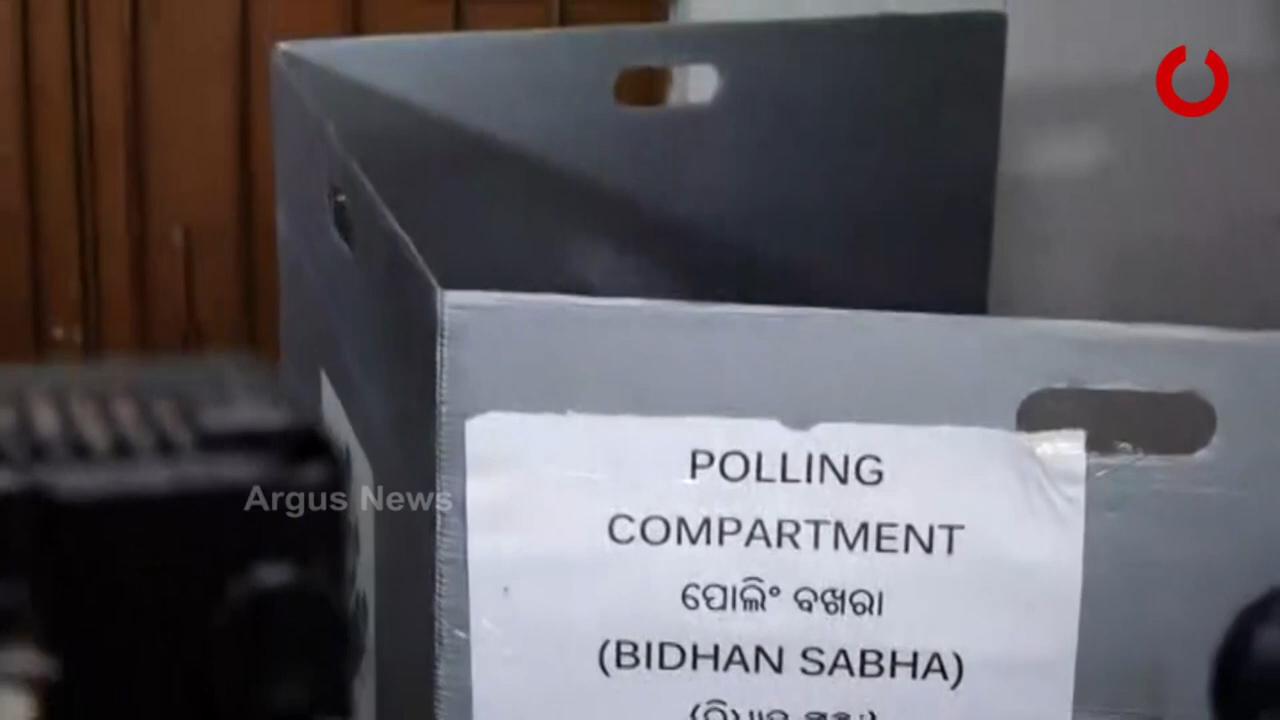 POLLING
COMPARTMENT
ପୋଲିଂ ବଖରା
(BIDHAN SABHA)
Argus News